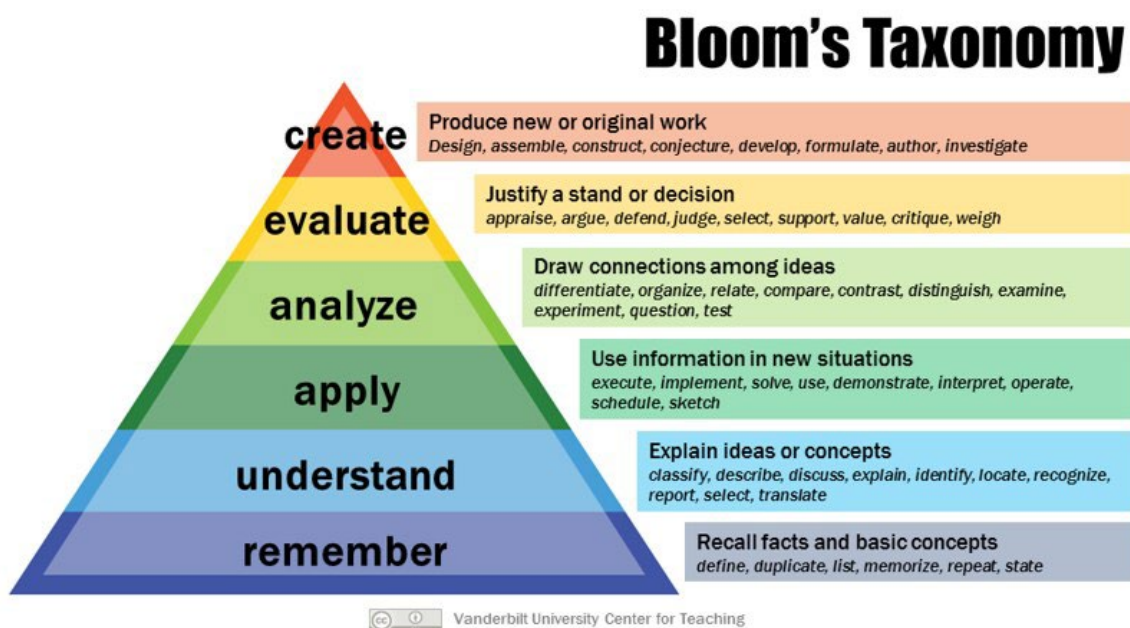 Bloom's Taxonomy
create
Produce new or original work
Design, assemble, construct, conjecture, develop, formulate, author, investigate
evaluate
Justify a stand or decision
appraise, argue, defend, judge, select, support, value, critique, weigh
analyze
Draw connections among ideas
differentiate, organize, relate, compare, contrast, distinguish, examine,
experiment, question, test
apply
Use information in new situations
execute, implement, solve, use, demonstrate, interpret, operate,
schedule, sketch
understand
Explain ideas or concepts
classify, describe, discuss, explain, identify, locate, recognize,
report, select, translate
remember
Recall facts and basic concepts
define, duplicate, list, memorize, repeat, state
cc Vanderbilt University Center for Teaching